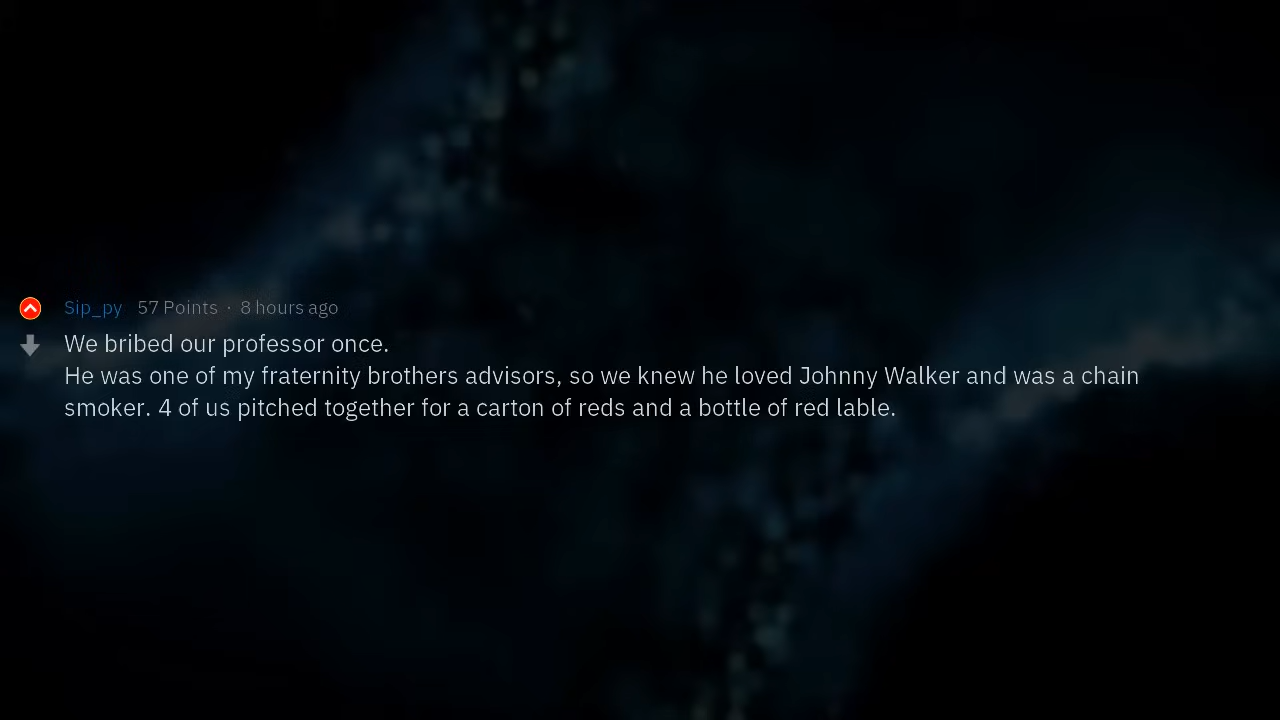 Sip_py 57 Points · 8 hours ago
We bribed our professor once.
He was one of my fraternity brothers advisors, so we knew he loved Johnny Walker and was a chain
smoker. 4 of us pitched together for a carton of reds and a bottle of red lable.